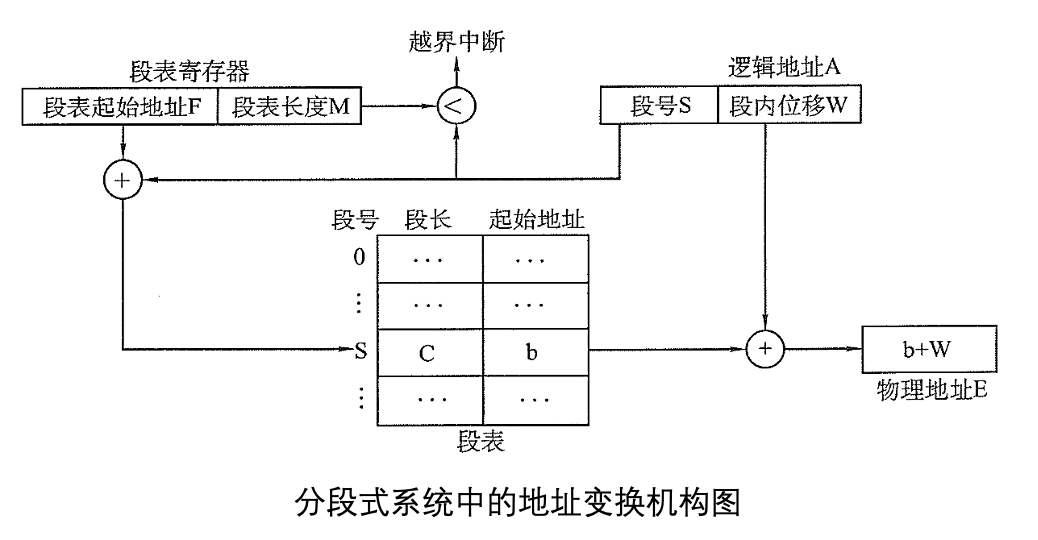 越界中断
段表寄存器
逻辑地址A
段表起始地址F 段表长度M
<
段号S 段内位移W
+
段号 段长 起始地址
0 ... ...
⋮ ... ...
S C b
+
b+W
⋮ ... ...
物理地址E
段表
分段式系统中的地址变换机构图